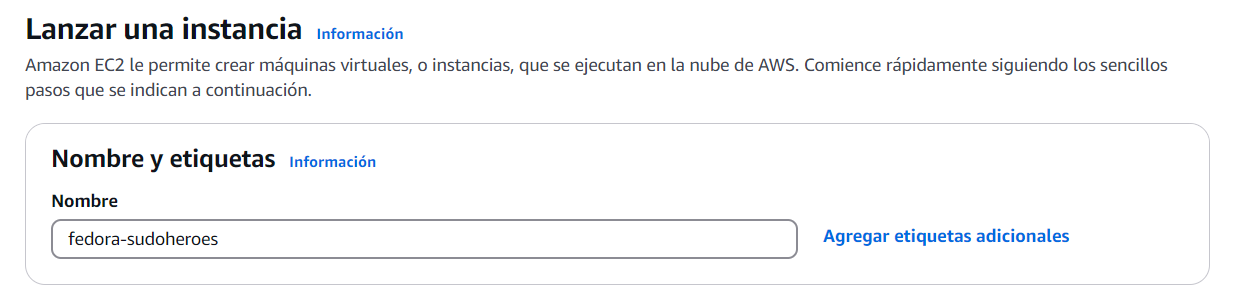 Lanzar una instancia Información
Amazon EC2 le permite crear máquinas virtuales, o instancias, que se ejecutan en la nube de AWS. Comience rápidamente siguiendo los sencillos
pasos que se indican a continuación.
Nombre y etiquetas Información
Nombre
fedora-sudoheroes Agregar etiquetas adicionales